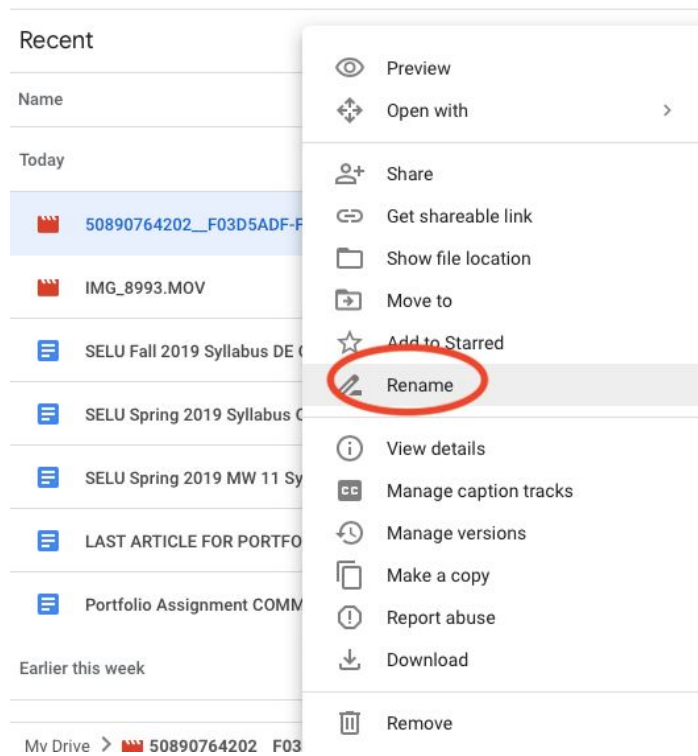 Recent
Name
Today
50890764202__F03D5ADF-F
IMG_8993.MOV
SELU Fall 2019 Syllabus DE
SELU Spring 2019 Syllabus
SELU Spring 2019 MW 11 Sy
LAST ARTICLE FOR PORTFO
Portfolio Assignment COMM
Earlier this week
My Drive > 50890764202__F03
Preview
Open with >
Share
Get shareable link
Show file location
Move to
Add to Starred
Rename
View details
CC Manage caption tracks
Manage versions
Make a copy
Report abuse
Download
Remove